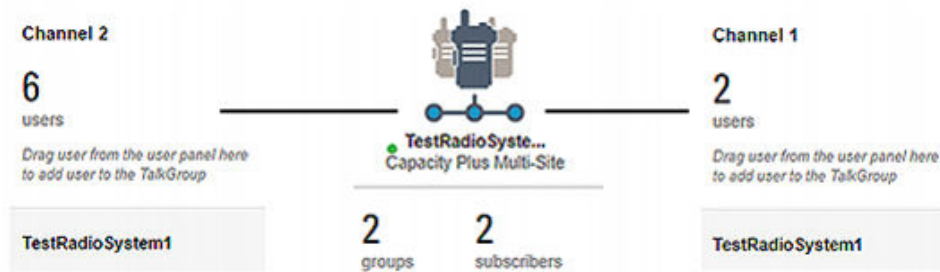 Channel 2
6
users
Drag user from the user panel here
to add user to the TalkGroup
TestRadioSystem1
TestRadioSyste...
Capacity Plus Multi-Site
2
groups
2
subscribers
Channel 1
2
users
Drag user from the user panel here
to add user to the TalkGroup
TestRadioSystem1